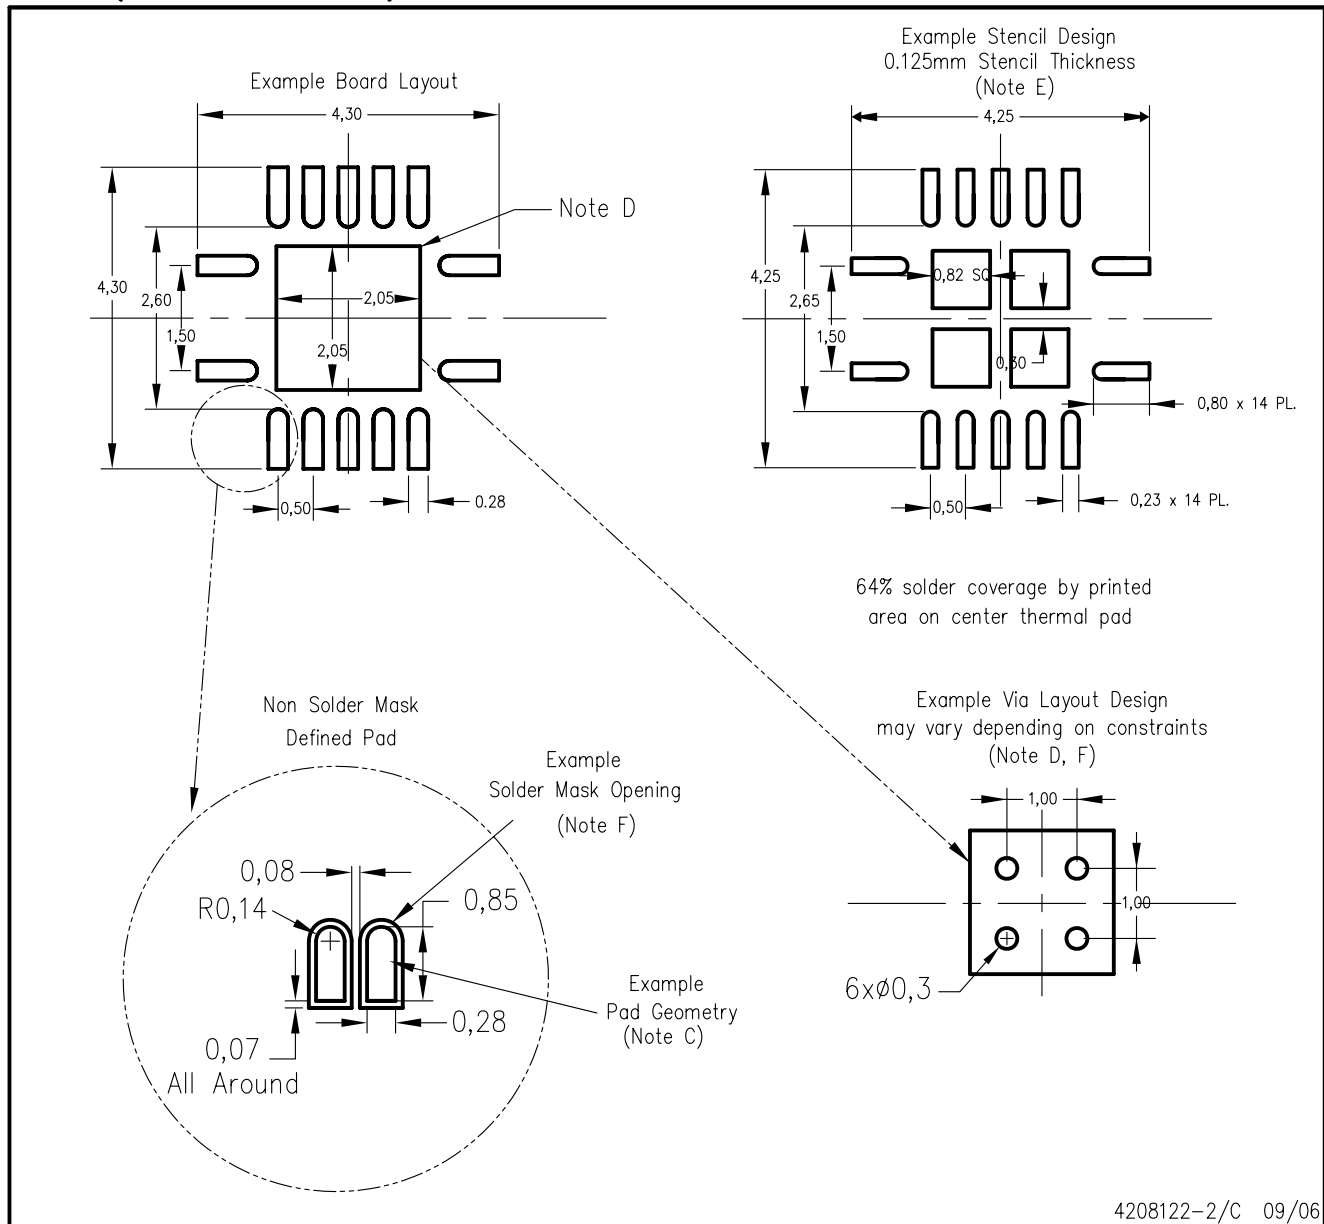 Example Board Layout
4,30
4,30
2,60
1,50
2,05
2,05
Note D
0,50
0.28
Example Stencil Design
0.125mm Stencil Thickness
(Note E)
4,25
4,25
2,65
1,50
0,82 SQ
0,30
0,80 x 14 PL.
0,50
0,23 x 14 PL.
64% solder coverage by printed
area on center thermal pad
Non Solder Mask
Defined Pad
Example
Solder Mask Opening
(Note F)
0,08
R0,14
0,85
Example
Pad Geometry
(Note C)
0,28
0,07
All Around
Example Via Layout Design
may vary depending on constraints
(Note D, F)
1,00
1,00
6xø0,3
4208122-2/C 09/06